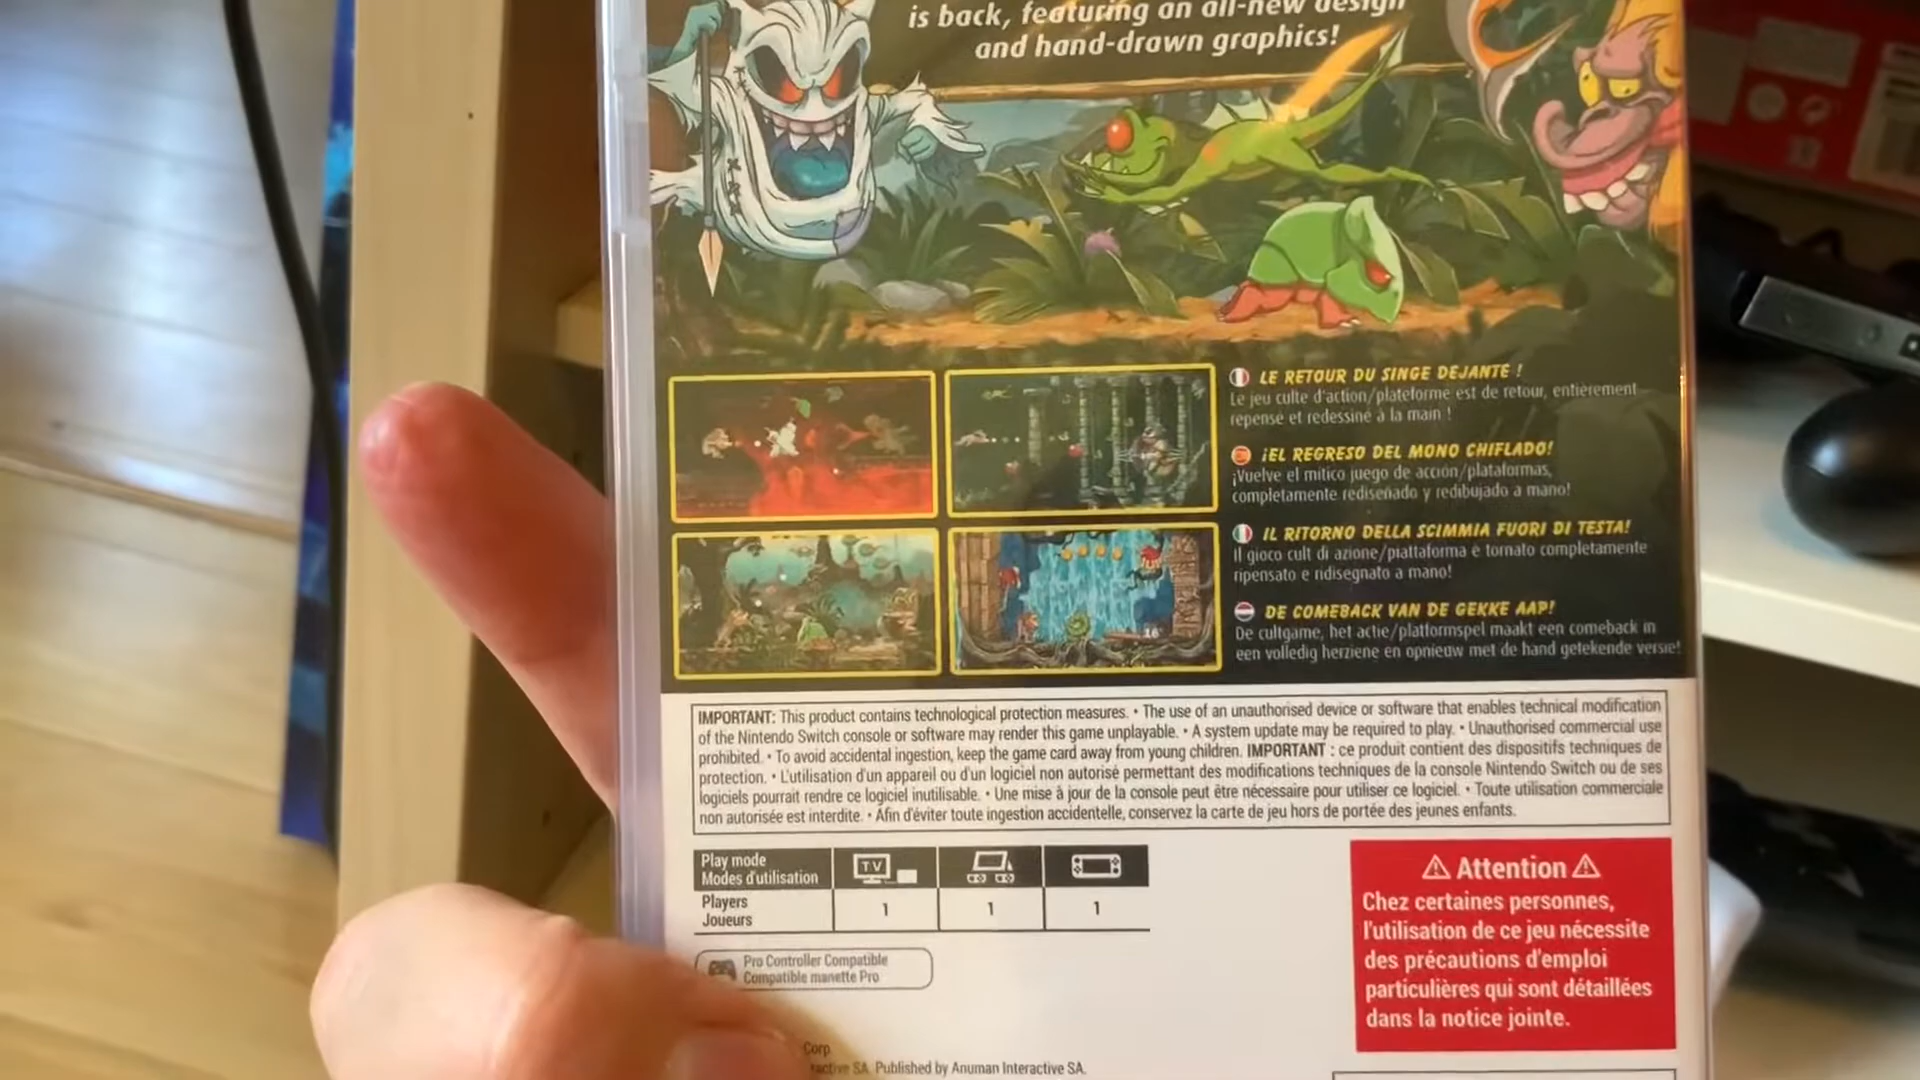 is back, featuring an all-new design
and hand-drawn graphics!
LE RETOUR DU SINGE DEJANTE !
Le jeu culte d'action/plateforme est de retour, entièrement
repensé et redessiné à la main !
¡EL REGRESO DEL MONO CHIFLADO!
¡Vuelve el mítico juego de acción/plataformas,
completamente rediseñado y redibujado a mano!
IL RITORNO DELLA SCIMMIA FUORI DI TESTA!
Il gioco cult di azione/piattaforma è tornato completamente
ripensato e ridisegnato a mano!
DE COMEBACK VAN DE GEKKE AAP!
De cultgame, het actie/platformspel maakt een comeback in
een volledig herziene en opnieuw met de hand getekende versie!
IMPORTANT: This product contains technological protection measures. • The use of an unauthorised device or software that enables technical modification
of the Nintendo Switch console or software may render this game unplayable. • A system update may be required to play. • Unauthorised commercial use
prohibited. • To avoid accidental ingestion, keep the game card away from young children. IMPORTANT : ce produit contient des dispositifs techniques de
protection. • L'utilisation d'un appareil ou d'un logiciel non autorisé permettant des modifications techniques de la console Nintendo Switch ou de ses
logiciels pourrait rendre ce logiciel inutilisable. • Une mise à jour de la console peut être nécessaire pour utiliser ce logiciel. • Toute utilisation commerciale
non autorisée est interdite. • Afin d'éviter toute ingestion accidentelle, conservez la carte de jeu hors de portée des jeunes enfants.
Play mode
Modes d'utilisation
TV
Players
Joueurs
1
1
1
Pro Controller Compatible
Compatible manette Pro
Attention
Chez certaines personnes,
l'utilisation de ce jeu nécessite
des précautions d'emploi
particulières qui sont détaillées
dans la notice jointe.
Corp
ractive SA. Published by Anuman Interactive SA.